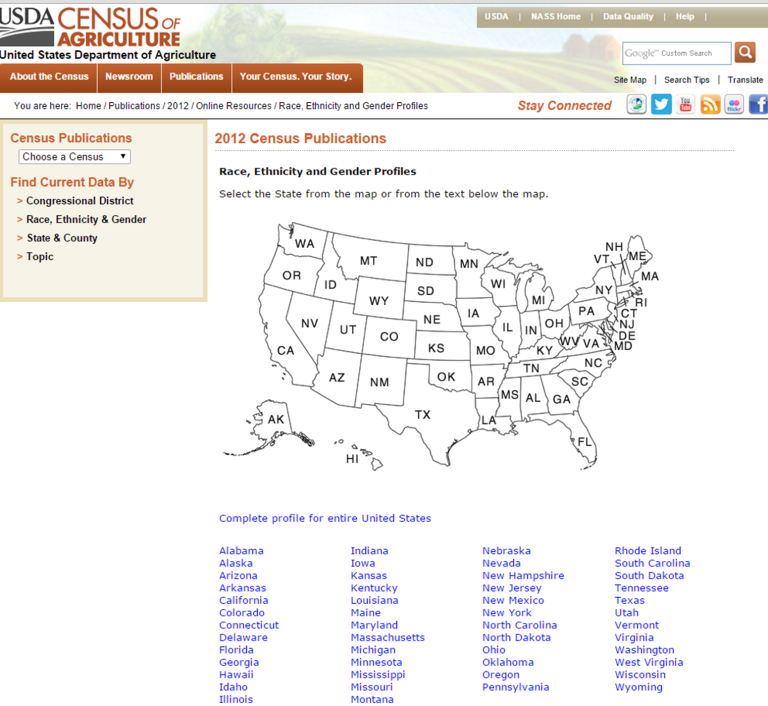 USDA CENSUS OF AGRICULTURE
United States Department of Agriculture
USDA | NASS Home | Data Quality | Help |
Google™ Custom Search
Site Map | Search Tips | Translate
About the Census Newsroom Publications Your Census. Your Story.
You are here: Home / Publications / 2012 / Online Resources / Race, Ethnicity and Gender Profiles
Stay Connected
You Tube
flickr
Census Publications
Choose a Census
Find Current Data By
> Congressional District
> Race, Ethnicity & Gender
> State & County
> Topic
2012 Census Publications
Race, Ethnicity and Gender Profiles
Select the State from the map or from the text below the map.
WA MT ND MN NH VT ME
OR ID SD WI MI NY MA
WY IA PA RI
NV UT NE IL IN OH CT NJ
CA CO KS MO KY WV VA DE MD
AZ NM OK AR TN NC
SC
MS AL GA
TX LA
AK FL
HI
Complete profile for entire United States
Alabama
Alaska
Arizona
Arkansas
California
Colorado
Connecticut
Delaware
Florida
Georgia
Hawaii
Idaho
Illinois
Indiana
Iowa
Kansas
Kentucky
Louisiana
Maine
Maryland
Massachusetts
Michigan
Minnesota
Mississippi
Missouri
Montana
Nebraska
Nevada
New Hampshire
New Jersey
New Mexico
New York
North Carolina
North Dakota
Ohio
Oklahoma
Oregon
Pennsylvania
Rhode Island
South Carolina
South Dakota
Tennessee
Texas
Utah
Vermont
Virginia
Washington
West Virginia
Wisconsin
Wyoming